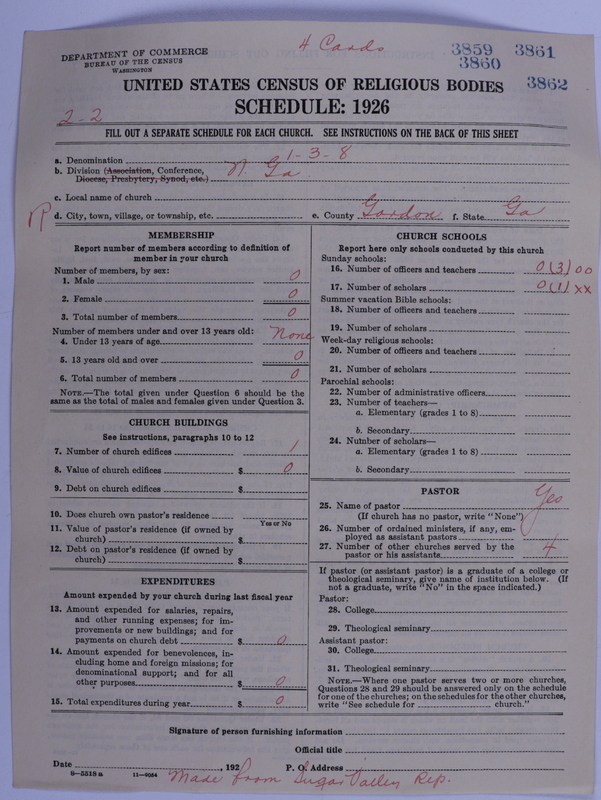 4 Cards
3859 3861
3860
3862
DEPARTMENT OF COMMERCE
BUREAU OF THE CENSUS
WASHINGTON
UNITED STATES CENSUS OF RELIGIOUS BODIES
SCHEDULE: 1926
2-2
FILL OUT A SEPARATE SCHEDULE FOR EACH CHURCH. SEE INSTRUCTIONS ON THE BACK OF THIS SHEET
a. Denomination 1-3-8
b. Division (Association, Conference, N. Ga
Diocese, Presbytery, Synod, etc.)
c. Local name of church
d. City, town, village, or township, etc. e. County Gordon f. State Ga
MEMBERSHIP
Report number of members according to definition of
member in your church
Number of members, by sex:
1. Male 0
2. Female 0
3. Total number of members 0
Number of members under and over 13 years old:
4. Under 13 years of age None
5. 13 years old and over 0
6. Total number of members 0
NOTE.—The total given under Question 6 should be
same as the total of males and females given under Question 3.
CHURCH BUILDINGS
See instructions, paragraphs 10 to 12
7. Number of church edifices 1
8. Value of church edifices $ 0
9. Debt on church edifices $
10. Does church own pastor's residence
Yes or No
11. Value of pastor's residence (if owned by
church) $
12. Debt on pastor's residence (if owned by
church) $
EXPENDITURES
Amount expended by your church during last fiscal year
13. Amount expended for salaries, repairs,
and other running expenses; for im-
provements or new buildings; and for
payments on church debt $ 0
14. Amount expended for benevolences, in-
cluding home and foreign missions; for
denominational support; and for all
other purposes $ 0
15. Total expenditures during year $ 0
CHURCH SCHOOLS
Report here only schools conducted by this church
Sunday schools:
16. Number of officers and teachers 0(3)00
17. Number of scholars 0(1)xx
Summer vacation Bible schools:
18. Number of officers and teachers
19. Number of scholars
Week-day religious schools:
20. Number of officers and teachers
21. Number of scholars
Parochial schools:
22. Number of administrative officers
23. Number of teachers—
a. Elementary (grades 1 to 8)
b. Secondary
24. Number of scholars—
a. Elementary (grades 1 to 8)
b. Secondary
PASTOR
25. Name of pastor Yes
(If church has no pastor, write "None")
26. Number of ordained ministers, if any, em-
ployed as assistant pastors
27. Number of other churches served by the
pastor or his assistants 4
If pastor (or assistant pastor) is a graduate of a college or
theological seminary, give name of institution below. (If
not a graduate, write "No" in the space indicated.)
Pastor:
28. College
29. Theological seminary
Assistant pastor:
30. College
31. Theological seminary
NOTE.—Where one pastor serves two or more churches,
Questions 28 and 29 should be answered only on the schedule
for one of the churches; on the schedules for the other churches,
write "See schedule for church."
Signature of person furnishing information
Official title
Date , 192 P. O. Address
9-5518a 11-9034 Made from Sugar Valley Rep.